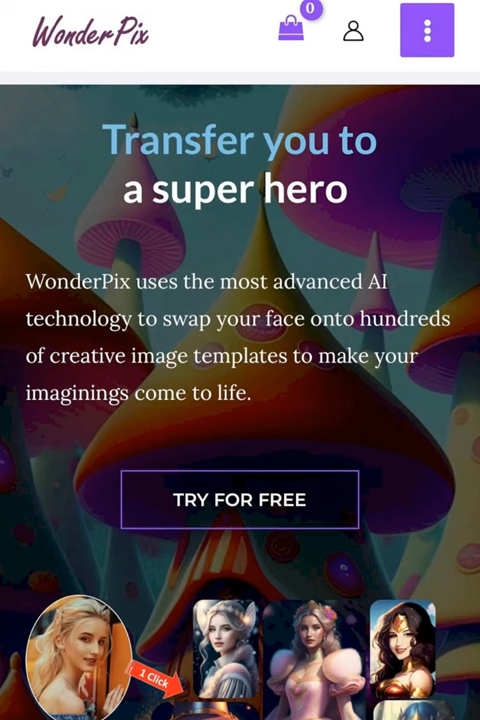 WonderPix
0
Transfer you to
a super hero
WonderPix uses the most advanced AI
technology to swap your face onto hundreds
of creative image templates to make your
imaginings come to life.
TRY FOR FREE
1 Click